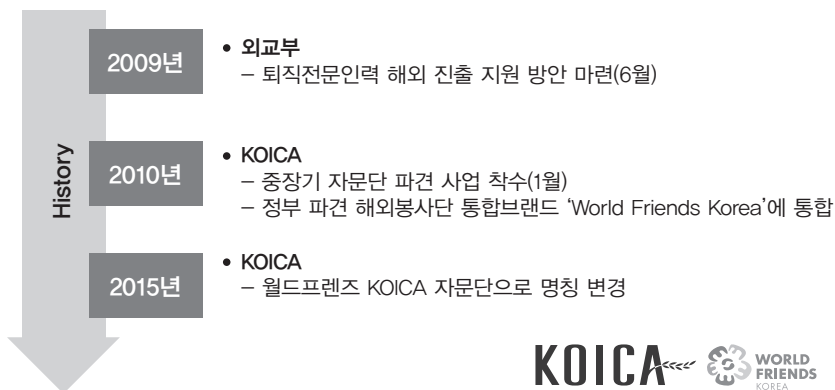 History
2009년
• 외교부
– 퇴직전문인력 해외 진출 지원 방안 마련(6월)
2010년
• KOICA
– 중장기 자문단 파견 사업 착수(1월)
– 정부 파견 해외봉사단 통합브랜드 ‘World Friends Korea’에 통합
2015년
• KOICA
– 월드프렌즈 KOICA 자문단으로 명칭 변경
KOICA
WORLD
FRIENDS
KOREA